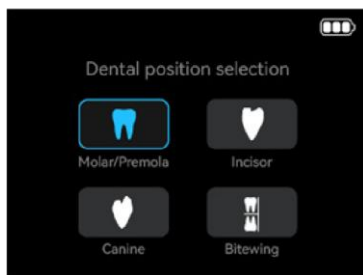 Dental position selection
Molar/Premola
Incisor
Canine
Bitewing